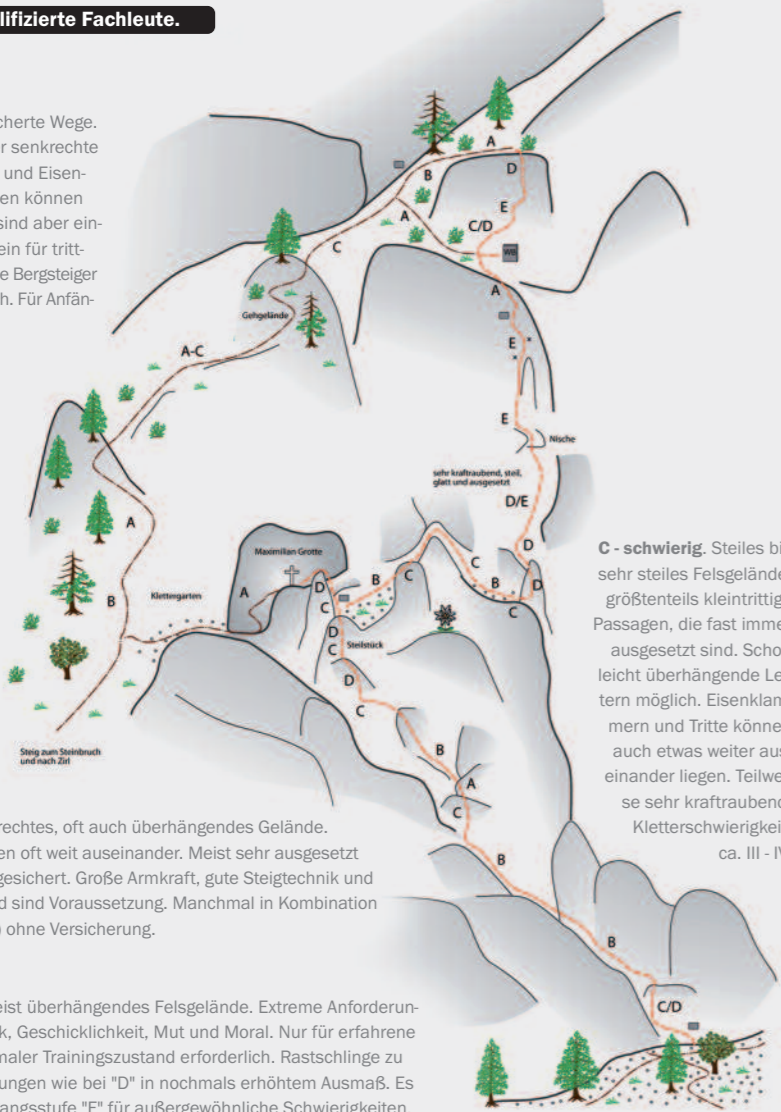 lifizierte Fachleute.
cherte Wege.
r senkrechte
und Eisen-
en können
sind aber ein-
ein für tritt-
e Bergsteiger
h. Für Anfän-
A
D
B
E
A
C/D
C
A
Gehgelände
E
A-C
E
Nische
sehr kraftraubend, steil,
glatt und ausgesetzt
D/E
A
D
Maximilian Grotte
C
B
C
B
D
A
D
C
C
B
Klettergarten
D
C
Steilstück
D
C
B
A
C
Steig zum Steinbruch
und nach Zirl
B
B
C/D
C - schwierig. Steiles bi
sehr steiles Felsgelände
größtenteils kleintrittig
Passagen, die fast imme
ausgesetzt sind. Scho
leicht überhängende Le
tern möglich. Eisenklan
mern und Tritte könne
auch etwas weiter aus
einander liegen. Teilwe
se sehr kraftraubend
Kletterschwierigkei
ca. III - IV
rechtes, oft auch überhängendes Gelände.
en oft weit auseinander. Meist sehr ausgesetzt
gesichert. Große Armkraft, gute Steigtechnik und
d sind Voraussetzung. Manchmal in Kombination
) ohne Versicherung.
eist überhängendes Felsgelände. Extreme Anforderun-
k, Geschicklichkeit, Mut und Moral. Nur für erfahrene
maler Trainingszustand erforderlich. Rastschlinge zu
ungen wie bei "D" in nochmals erhöhtem Ausmaß. Es
angsstufe "F" für außergewöhnliche Schwierigkeiten